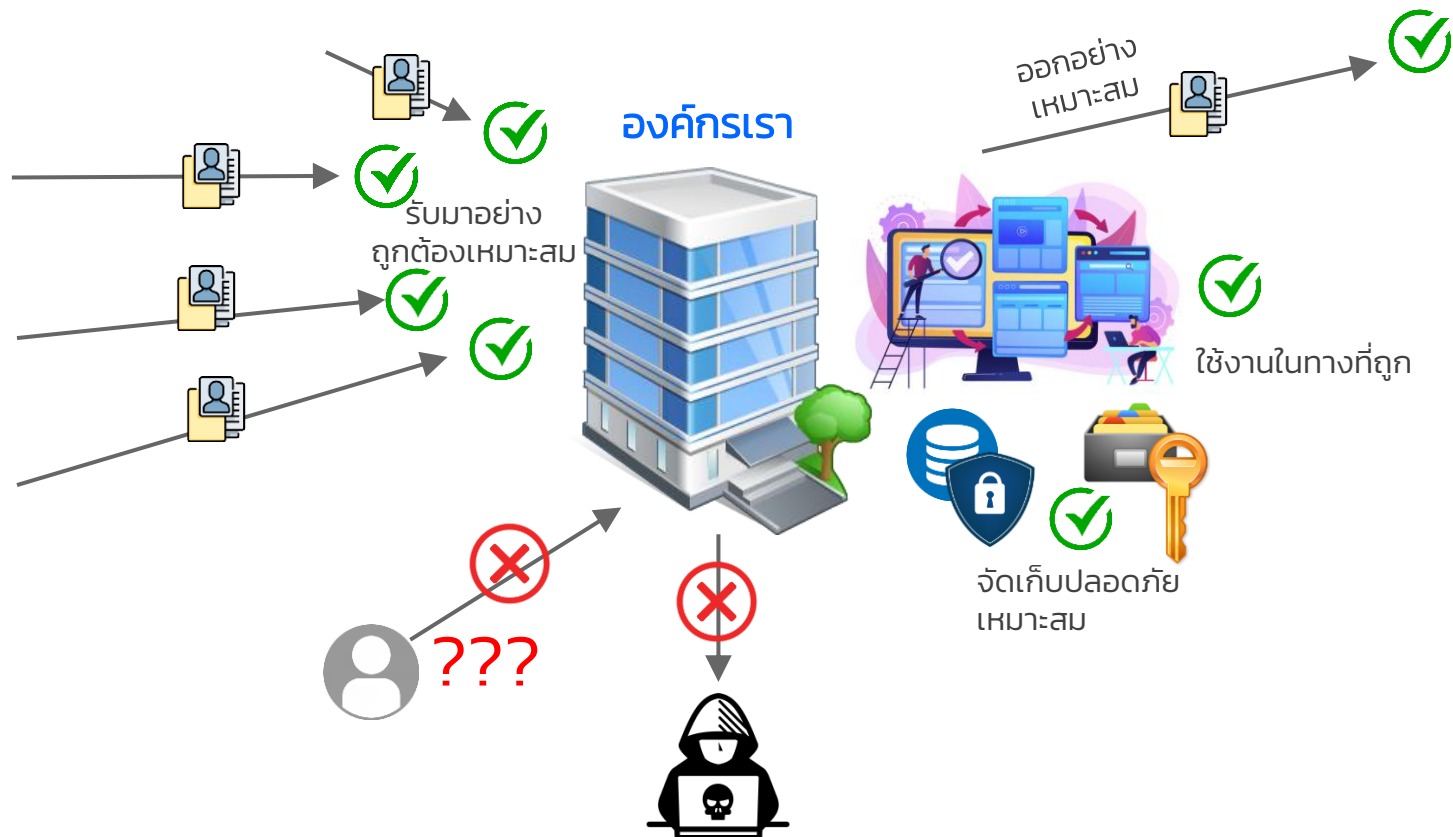 ออกอย่าง
เหมาะสม
องค์กรเรา
รับมาอย่าง
ถูกต้องเหมาะสม
ใช้งานในทางที่ถูก
จัดเก็บปลอดภัย
เหมาะสม
???